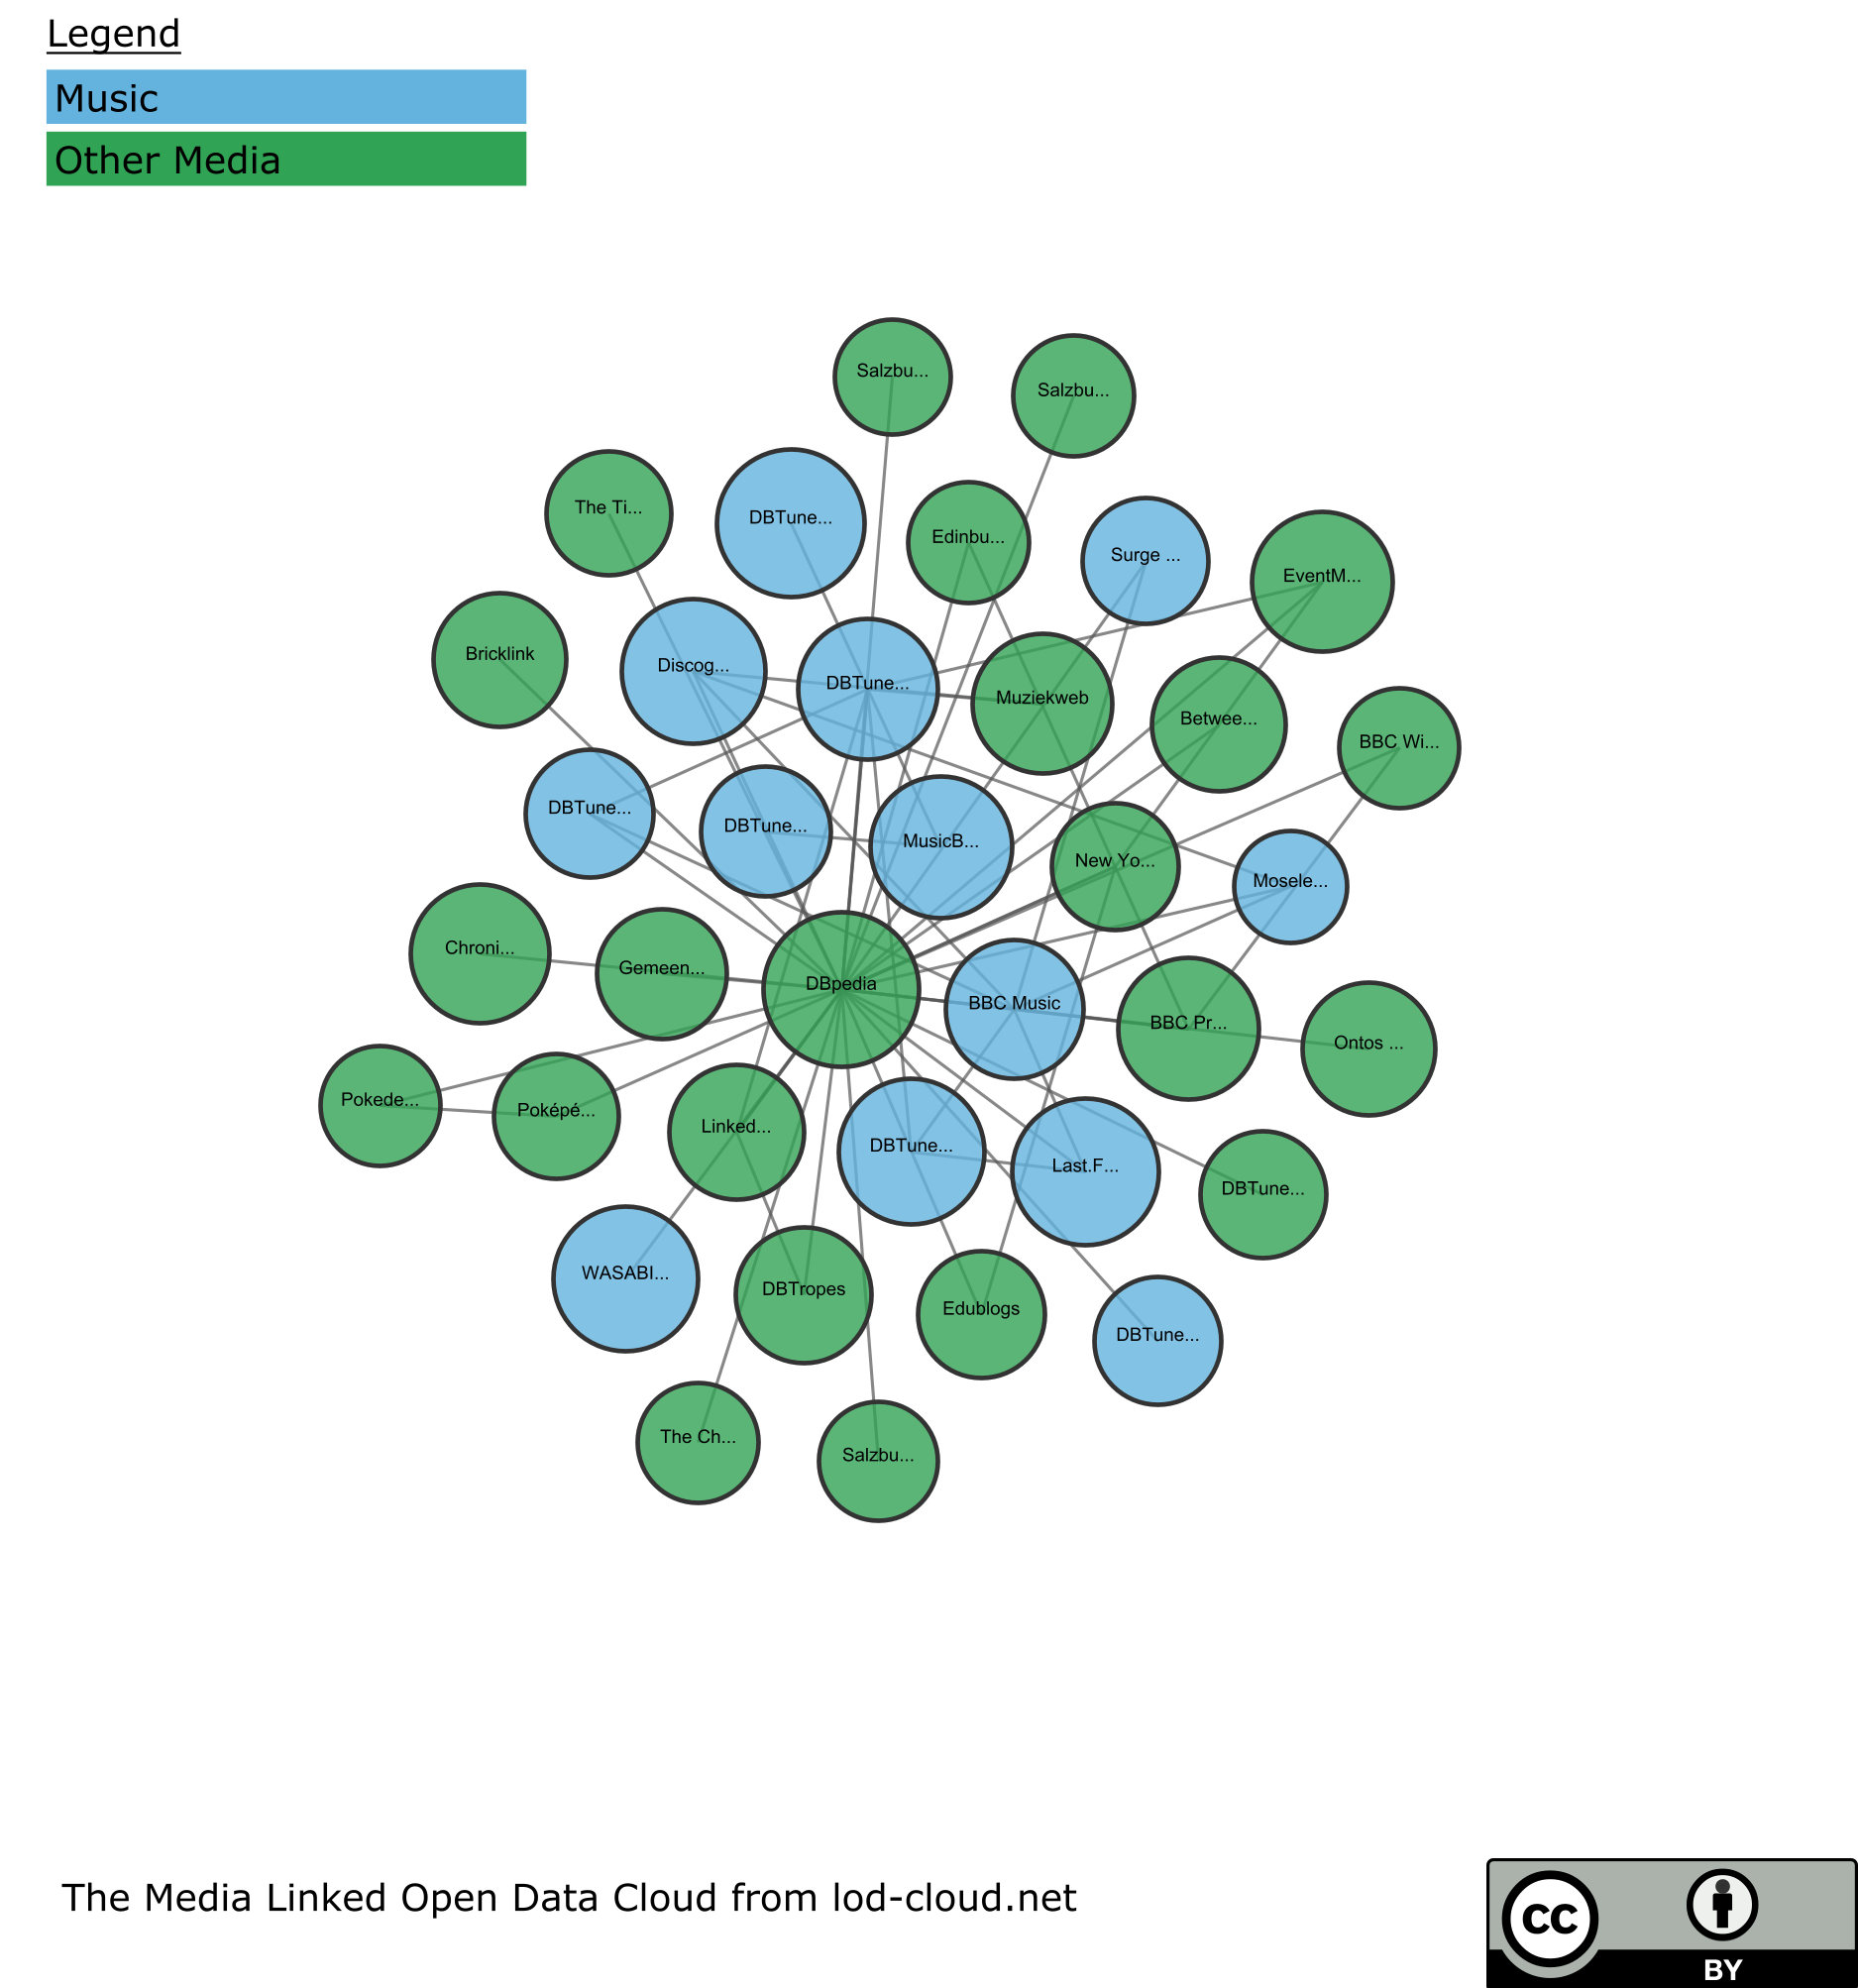 Legend
Music
Other Media
Salzbu...
Salzbu...
The Ti...
DBTune...
Edinbu...
Surge ...
EventM...
Bricklink
Discog...
DBTune...
Muziekweb
Betwee...
BBC Wi...
DBTune...
DBTune...
MusicB...
New Yo...
Mosele...
Chroni...
Gemeen...
DBpedia
BBC Music
BBC Pr...
Ontos ...
Pokede...
Poképé...
Linked...
DBTune...
Last.F...
DBTune...
WASABI...
DBTropes
Edublogs
DBTune...
The Ch...
Salzbu...
The Media Linked Open Data Cloud from lod-cloud.net
cc
BY